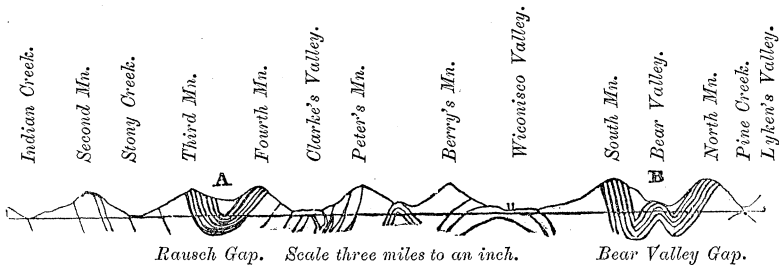 Indian Creek.
Second Mn.
Stony Creek.
Third Mn.
Fourth Mn.
Clarke's Valley.
Peter's Mn.
Berry's Mn.
Wiconisco Valley.
South Mn.
Bear Valley.
North Mn.
Pine Creek.
Lyken's Valley.
A
B
Rausch Gap. Scale three miles to an inch. Bear Valley Gap.